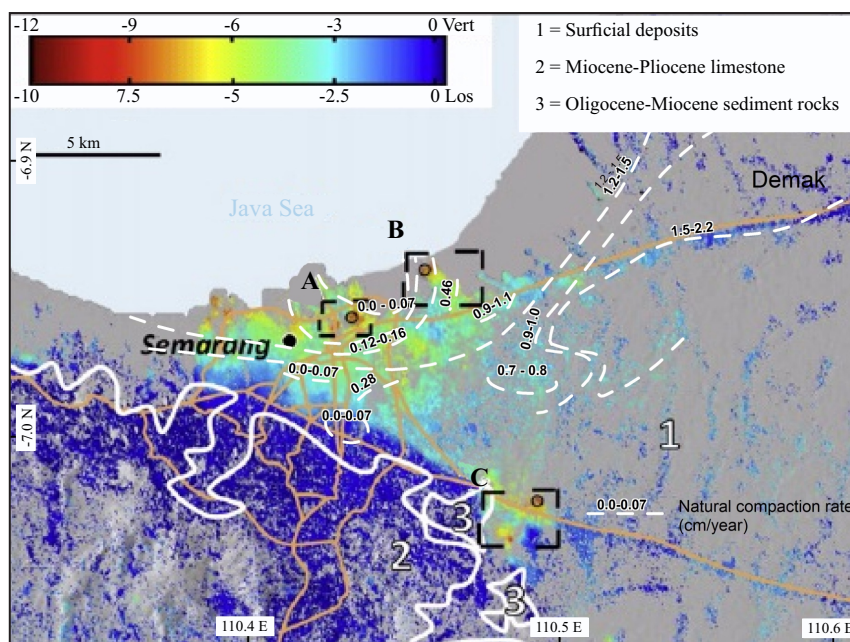 -12 -9 -6 -3 0 Vert
-10 7.5 -5 -2.5 0 Los
1 = Surficial deposits
2 = Miocene-Pliocene limestone
3 = Oligocene-Miocene sediment rocks
5 km
-6.9 N
Java Sea
Demak
1.2-1.5
1.2-1.5
1.5-2.2
B
A
0.46
0.0 - 0.07
0.9-1.1
0.12-0.16
0.9-1.0
Semarang
0.0-0.07
0.28
0.7 - 0.8
0.0-0.07
-7.0 N
1
C
3
0.0-0.07
Natural compaction rate
(cm/year)
2
3
110.4 E
110.5 E
110.6 E